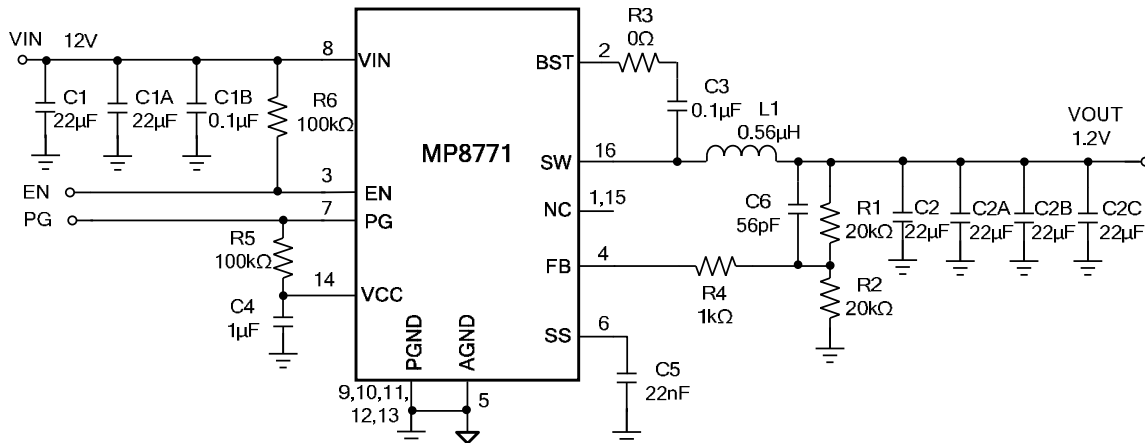 VIN 12V
8
VIN
C1
22µF
C1A
22µF
C1B
0.1µF
R6
100kΩ
EN
3
EN
PG
7
PG
R5
100kΩ
14
VCC
C4
1µF
MP8771
PGND
AGND
9,10,11,
12,13
5
BST
2
R3
0Ω
C3
0.1µF
L1
0.56µH
SW
16
NC
1,15
FB
4
R4
1kΩ
SS
6
C5
22nF
C6
56pF
R1
20kΩ
R2
20kΩ
C2
22µF
C2A
22µF
C2B
22µF
C2C
22µF
VOUT
1.2V